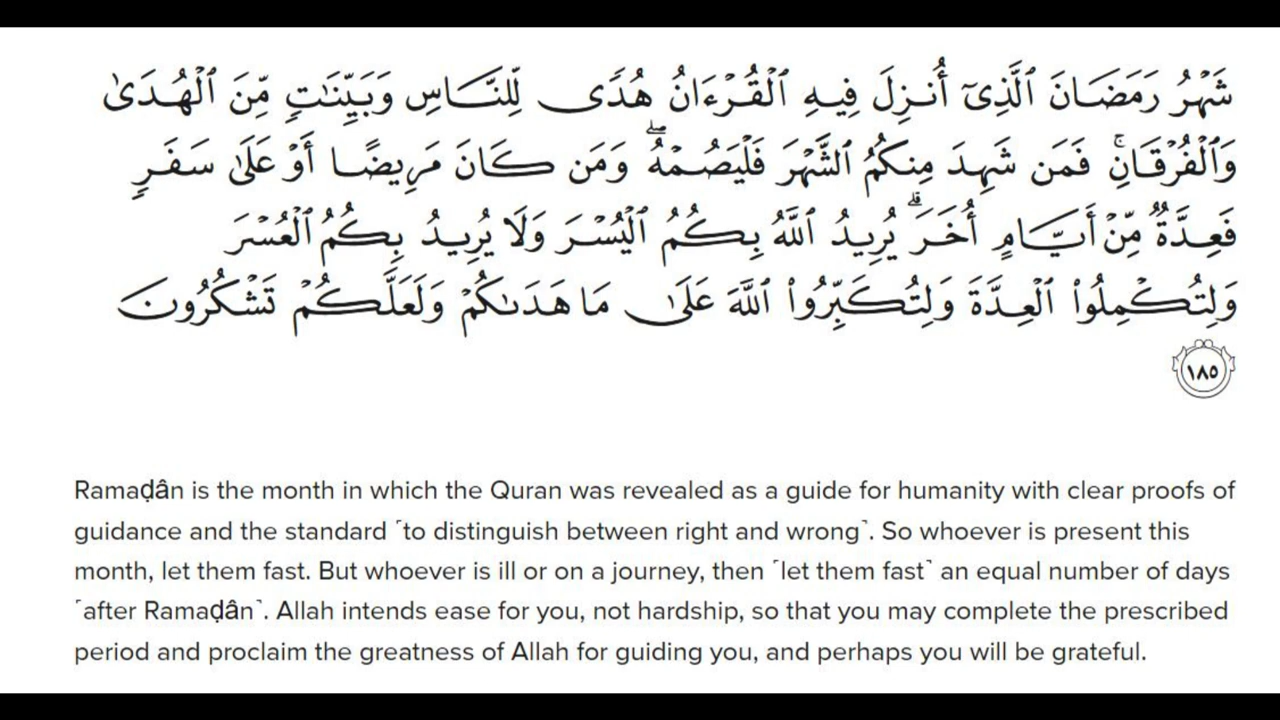 شَهْرُ رَمَضَانَ ٱلَّذِىٓ أُنزِلَ فِيهِ ٱلْقُرْءَانُ هُدًى لِّلنَّاسِ وَبَيِّنَـٰتٍ مِّنَ ٱلْهُدَىٰ
وَٱلْفُرْقَانِ ۚ فَمَن شَهِدَ مِنكُمُ ٱلشَّهْرَ فَلْيَصُمْهُ ۖ وَمَن كَانَ مَرِيضًا أَوْ عَلَىٰ سَفَرٍ
فَعِدَّةٌ مِّنْ أَيَّامٍ أُخَرَ ۗ يُرِيدُ ٱللَّهُ بِكُمُ ٱلْيُسْرَ وَلَا يُرِيدُ بِكُمُ ٱلْعُسْرَ
وَلِتُكْمِلُوا۟ ٱلْعِدَّةَ وَلِتُكَبِّرُوا۟ ٱللَّهَ عَلَىٰ مَا هَدَىٰكُمْ وَلَعَلَّكُمْ تَشْكُرُونَ
١٨٥
Ramaḍân is the month in which the Quran was revealed as a guide for humanity with clear proofs of
guidance and the standard ˹to distinguish between right and wrong˺. So whoever is present this
month, let them fast. But whoever is ill or on a journey, then ˹let them fast˺ an equal number of days
˹after Ramaḍân˺. Allah intends ease for you, not hardship, so that you may complete the prescribed
period and proclaim the greatness of Allah for guiding you, and perhaps you will be grateful.